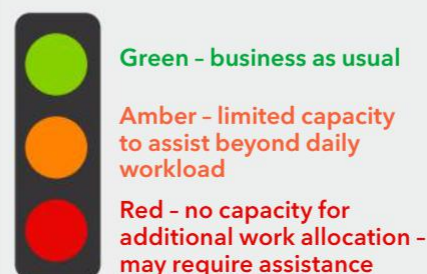 Green – business as usual
Amber – limited capacity
to assist beyond daily
workload
Red – no capacity for
additional work allocation –
may require assistance